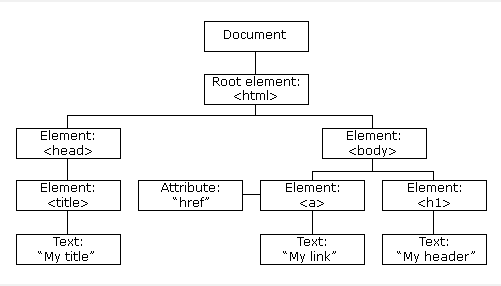 Document
Root element:
<html>
Element:
<head>
Element:
<body>
Element:
<title>
Attribute:
“href”
Element:
<a>
Element:
<h1>
Text:
“My title”
Text:
“My link”
Text:
“My header”